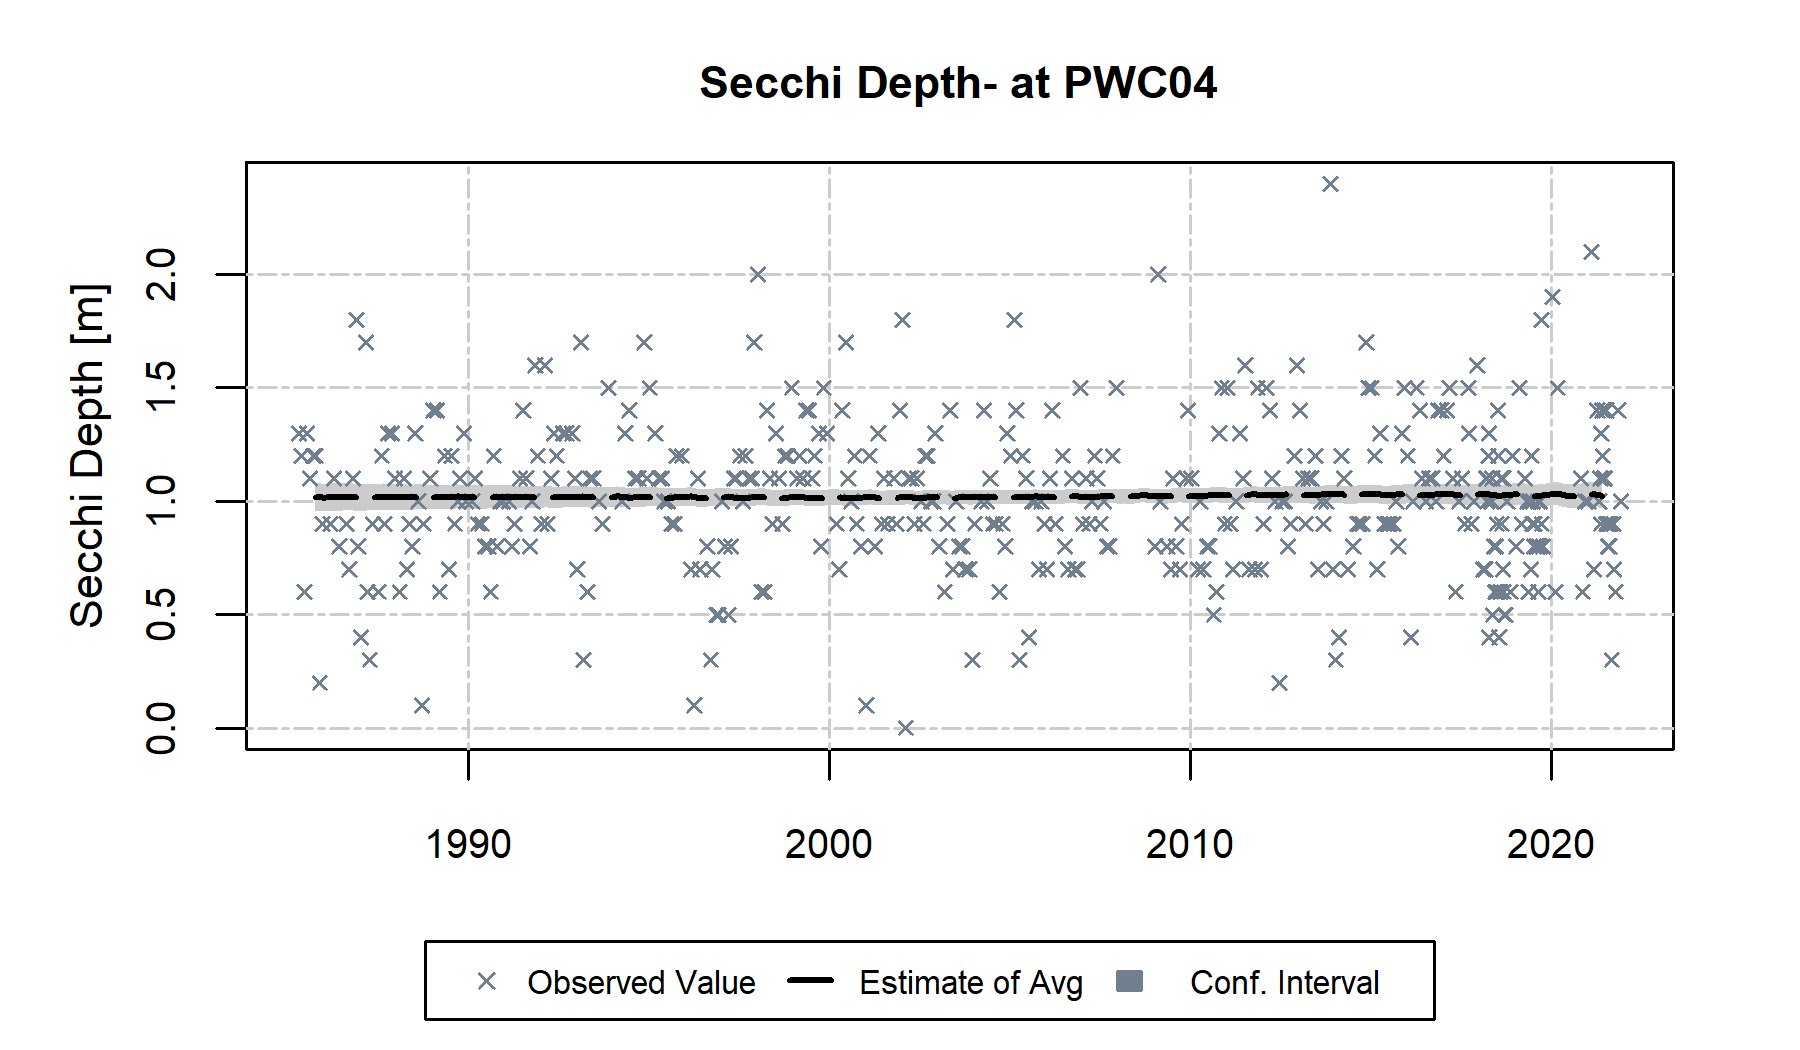 Secchi Depth- at PWC04
Secchi Depth [m]
2.0
1.5
1.0
0.5
0.0
1990 2000 2010 2020
Observed Value Estimate of Avg Conf. Interval